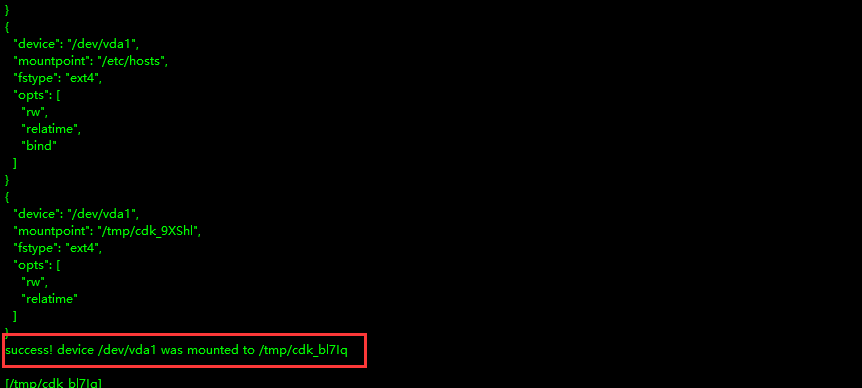 }
{
"device": "/dev/vda1",
"mountpoint": "/etc/hosts",
"fstype": "ext4",
"opts": [
"rw",
"relatime",
"bind"
]
}
{
"device": "/dev/vda1",
"mountpoint": "/tmp/cdk_9XShl",
"fstype": "ext4",
"opts": [
"rw",
"relatime"
]
}
success! device /dev/vda1 was mounted to /tmp/cdk_bl7Iq
[/tmp/cdk_bl7Iq]